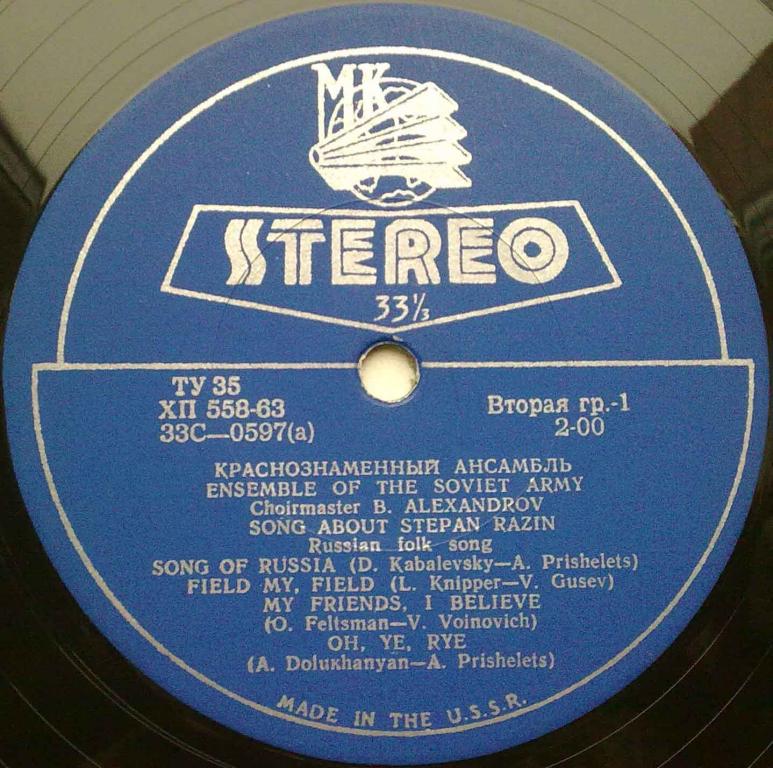 МК
STEREO
33⅓
ТУ 35
ХП 558-63
33С—0597(а)
Вторая гр.-1
2-00
КРАСНОЗНАМЕННЫЙ АНСАМБЛЬ
ENSEMBLE OF THE SOVIET ARMY
Choirmaster B. ALEXANDROV
SONG ABOUT STEPAN RAZIN
Russian folk song
SONG OF RUSSIA (D. Kabalevsky—A. Prishelets)
FIELD MY, FIELD (L. Knipper—V. Gusev)
MY FRIENDS, I BELIEVE
(O. Feltsman—V. Voinovich)
OH, YE, RYE
(A. Doluкhanyan—A. Prishelets)
MADE IN THE U.S.S.R.